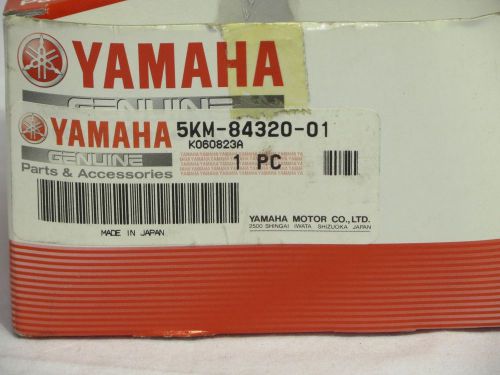 YAMAHA
GENUINE
YAMAHA 5KM-84320-01
K060823A
GENUINE
1 PC
Parts & Accessories
MADE IN JAPAN
YAMAHA MOTOR CO., LTD.
2500 SHINGAI IWATA SHIZUOKA JAPAN